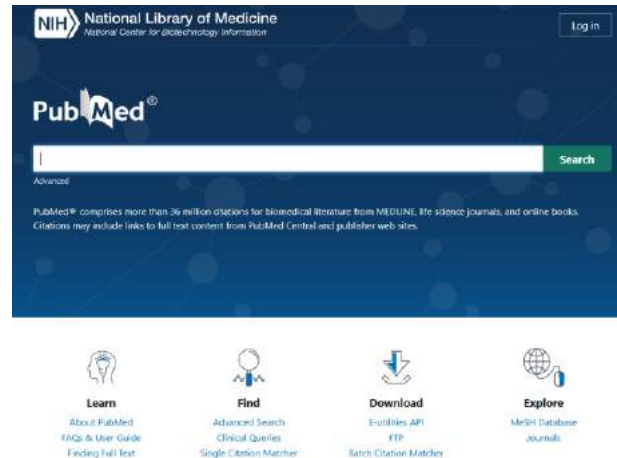 NIH National Library of Medicine
National Center for Biotechnology Information
Log in
PubMed®
Search
Advanced
PubMed® comprises more than 36 million citations for biomedical literature from MEDLINE, life science journals, and online books.
Citations may include links to full text content from PubMed Central and publisher web sites.
Learn
About PubMed
FAQs & User Guide
Finding Full Text
Find
Advanced Search
Clinical Queries
Single Citation Matcher
Download
E-utilities API
FTP
Batch Citation Matcher
Explore
MeSH Database
Journals